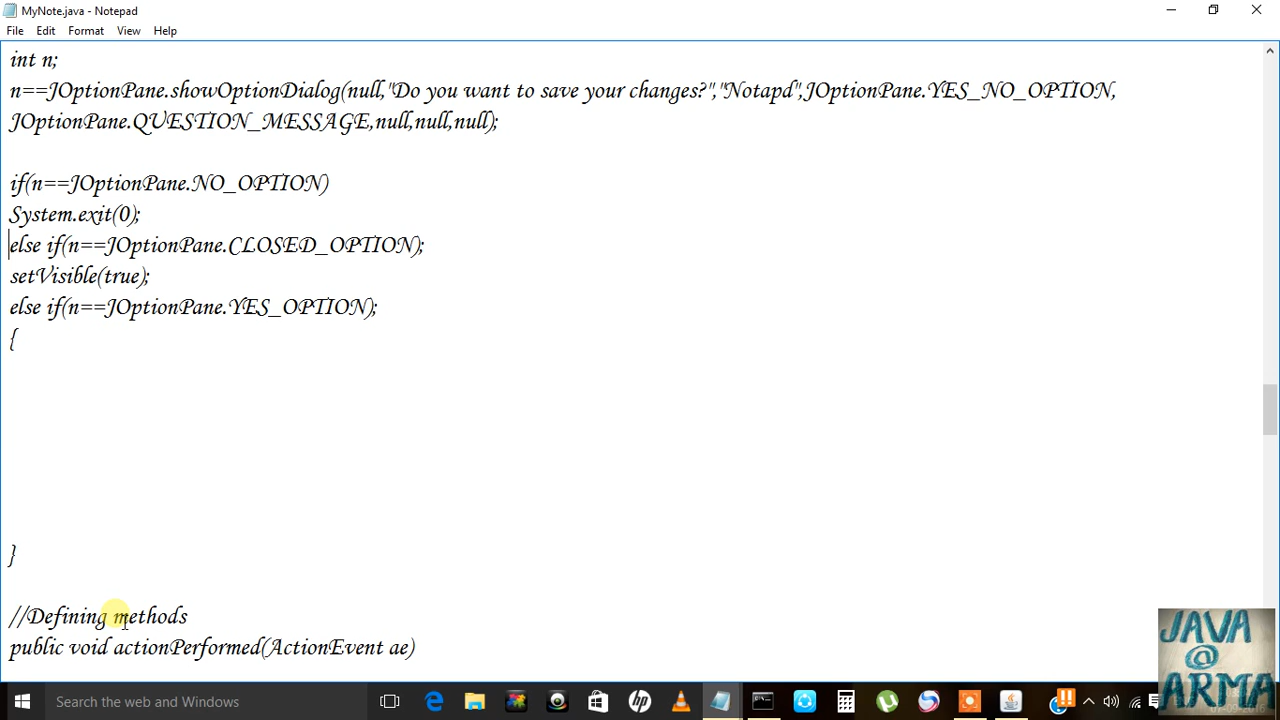 MyNote.java - Notepad
File Edit Format View Help
int n;
n==JOptionPane.showOptionDialog(null,"Do you want to save your changes?","Notapd",JOptionPane.YES_NO_OPTION,
JOptionPane.QUESTION_MESSAGE,null,null,null);
if(n==JOptionPane.NO_OPTION)
System.exit(0);
else if(n==JOptionPane.CLOSED_OPTION);
setVisible(true);
else if(n==JOptionPane.YES_OPTION);
{
}
//Defining methods
public void actionPerformed(ActionEvent ae)
JAVA
@
ARMA
Search the web and Windows